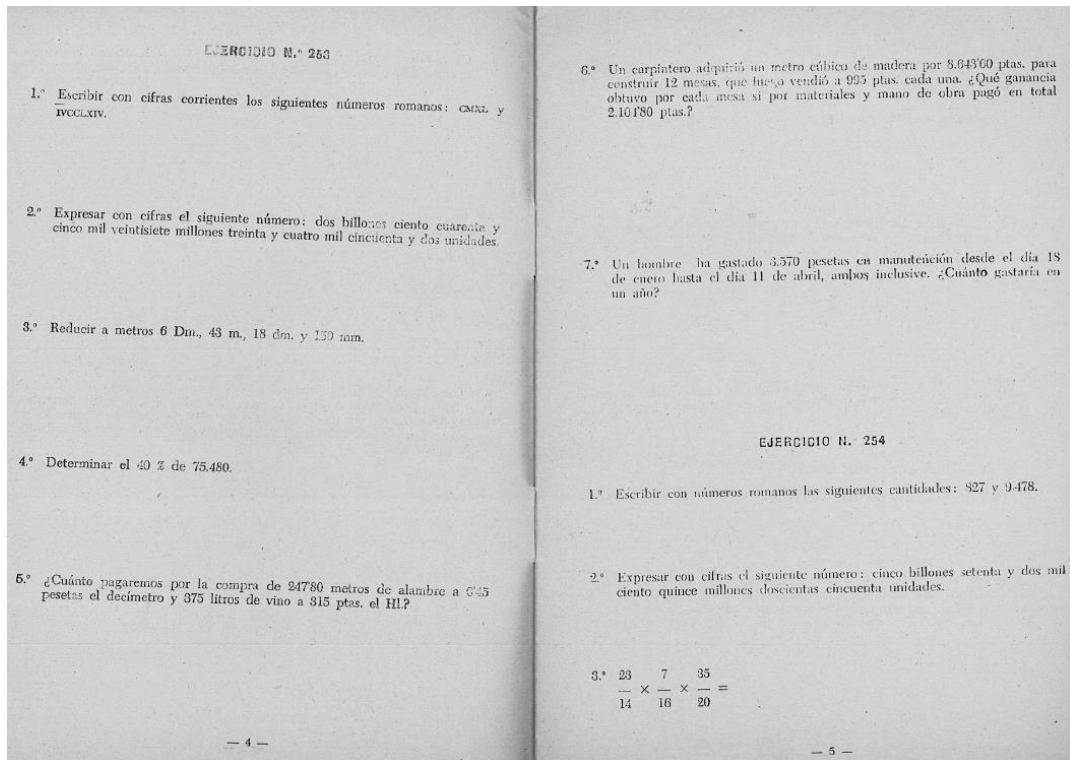 EJERCICIO N.º 253
1.º Escribir con cifras corrientes los siguientes números romanos: CMXL y
IVCCLXIV.
2.º Expresar con cifras el siguiente número: dos billones ciento cuarenta y
cinco mil veintisiete millones treinta y cuatro mil cincuenta y dos unidades.
3.º Reducir a metros 6 Dm., 43 m., 18 dm. y 150 mm.
4.º Determinar el 40 % de 75.480.
5.º ¿Cuánto pagaremos por la compra de 247'80 metros de alambre a 0'45
pesetas el decímetro y 375 litros de vino a 315 ptas. el Hl.?
— 4 —
6.º Un carpintero adquirió un metro cúbico de madera por 8.643'60 ptas. para
construir 12 mesas, que luego vendió a 995 ptas. cada una. ¿Qué ganancia
obtuvo por cada mesa si por materiales y mano de obra pagó en total
2.101'80 ptas.?
7.º Un hombre ha gastado 3.570 pesetas en manutención desde el día 18
de enero hasta el día 11 de abril, ambos inclusive. ¿Cuánto gastaría en
un año?
EJERCICIO N. 254
1.º Escribir con números romanos las siguientes cantidades: 827 y 9.478.
2.º Expresar con cifras el siguiente número: cinco billones setenta y dos mil
ciento quince millones doscientas cincuenta unidades.
3.º 23 7 35
— × — × — =
14 16 20
— 5 —